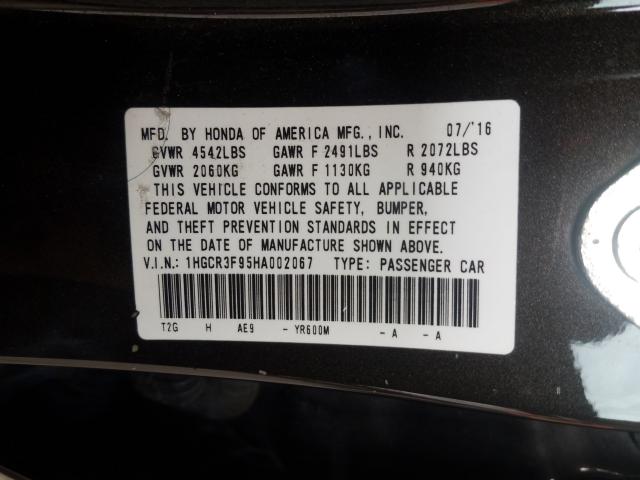 MFD. BY HONDA OF AMERICA MFG., INC. 07/'16
GVWR 4542LBS GAWR F 2491LBS R 2072LBS
GVWR 2060KG GAWR F 1130KG R 940KG
THIS VEHICLE CONFORMS TO ALL APPLICABLE
FEDERAL MOTOR VEHICLE SAFETY, BUMPER,
AND THEFT PREVENTION STANDARDS IN EFFECT
ON THE DATE OF MANUFACTURE SHOWN ABOVE.
V.I.N.: 1HGCR3F95HA002067 TYPE: PASSENGER CAR
T2G H AE9 - YR600M - A - A